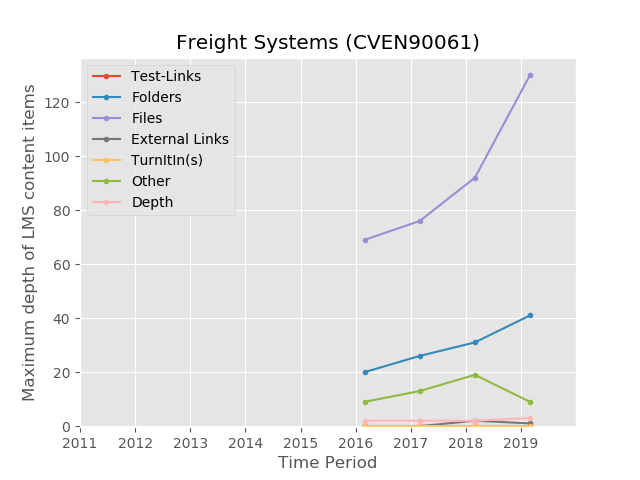 Freight Systems (CVEN90061)
Test-Links
Folders
Files
External Links
TurnItIn(s)
Other
Depth
Maximum depth of LMS content items
120
100
80
60
40
20
0
2011 2012 2013 2014 2015 2016 2017 2018 2019
Time Period